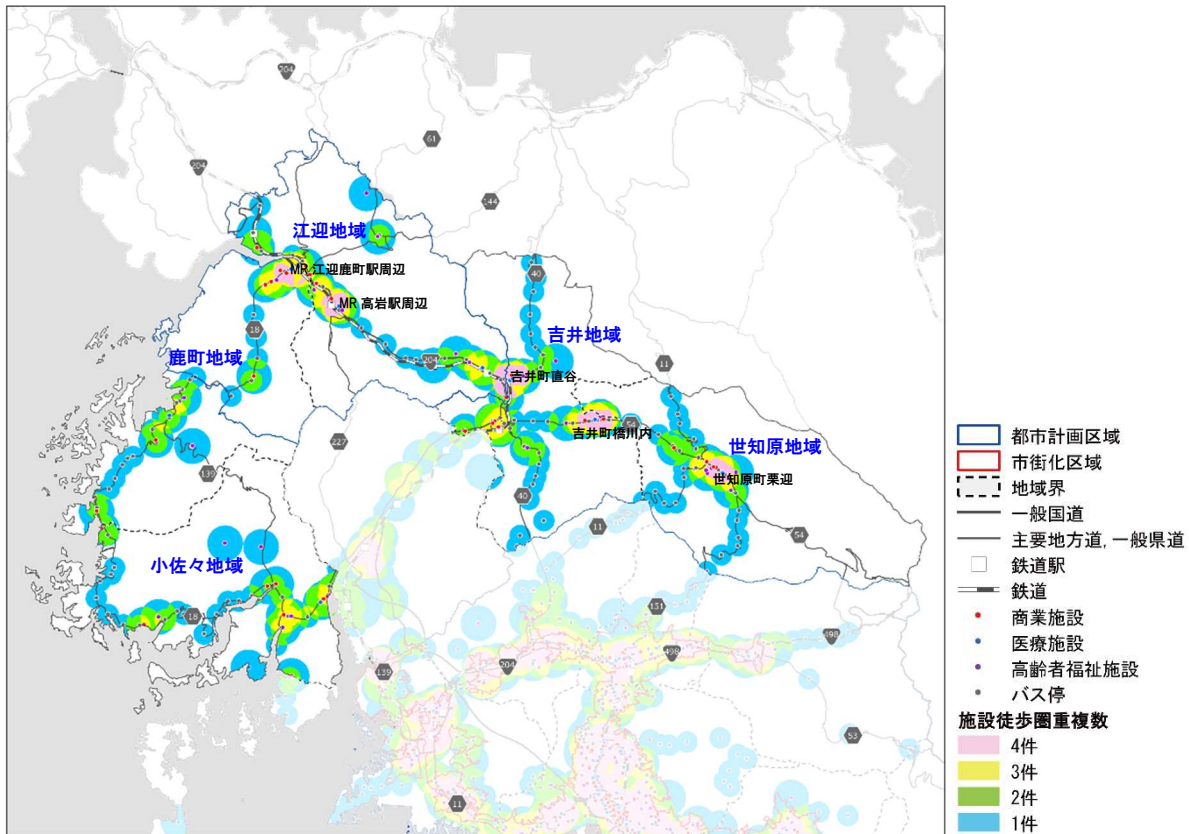 204
61
204
144
江迎地域
MR 江迎鹿町駅周辺
40
MR 高岩駅周辺
18
吉井地域
鹿町地域
204
11
吉井町直谷
吉井町橋川内
54
227
世知原地域
世知原町栗迎
139
40
11
54
小佐々地域
18
151
498
498
204
139
53
11
都市計画区域
市街化区域
地域界
一般国道
主要地方道, 一般県道
鉄道駅
鉄道
商業施設
医療施設
高齢者福祉施設
バス停
施設徒歩圏重複数
4件
3件
2件
1件